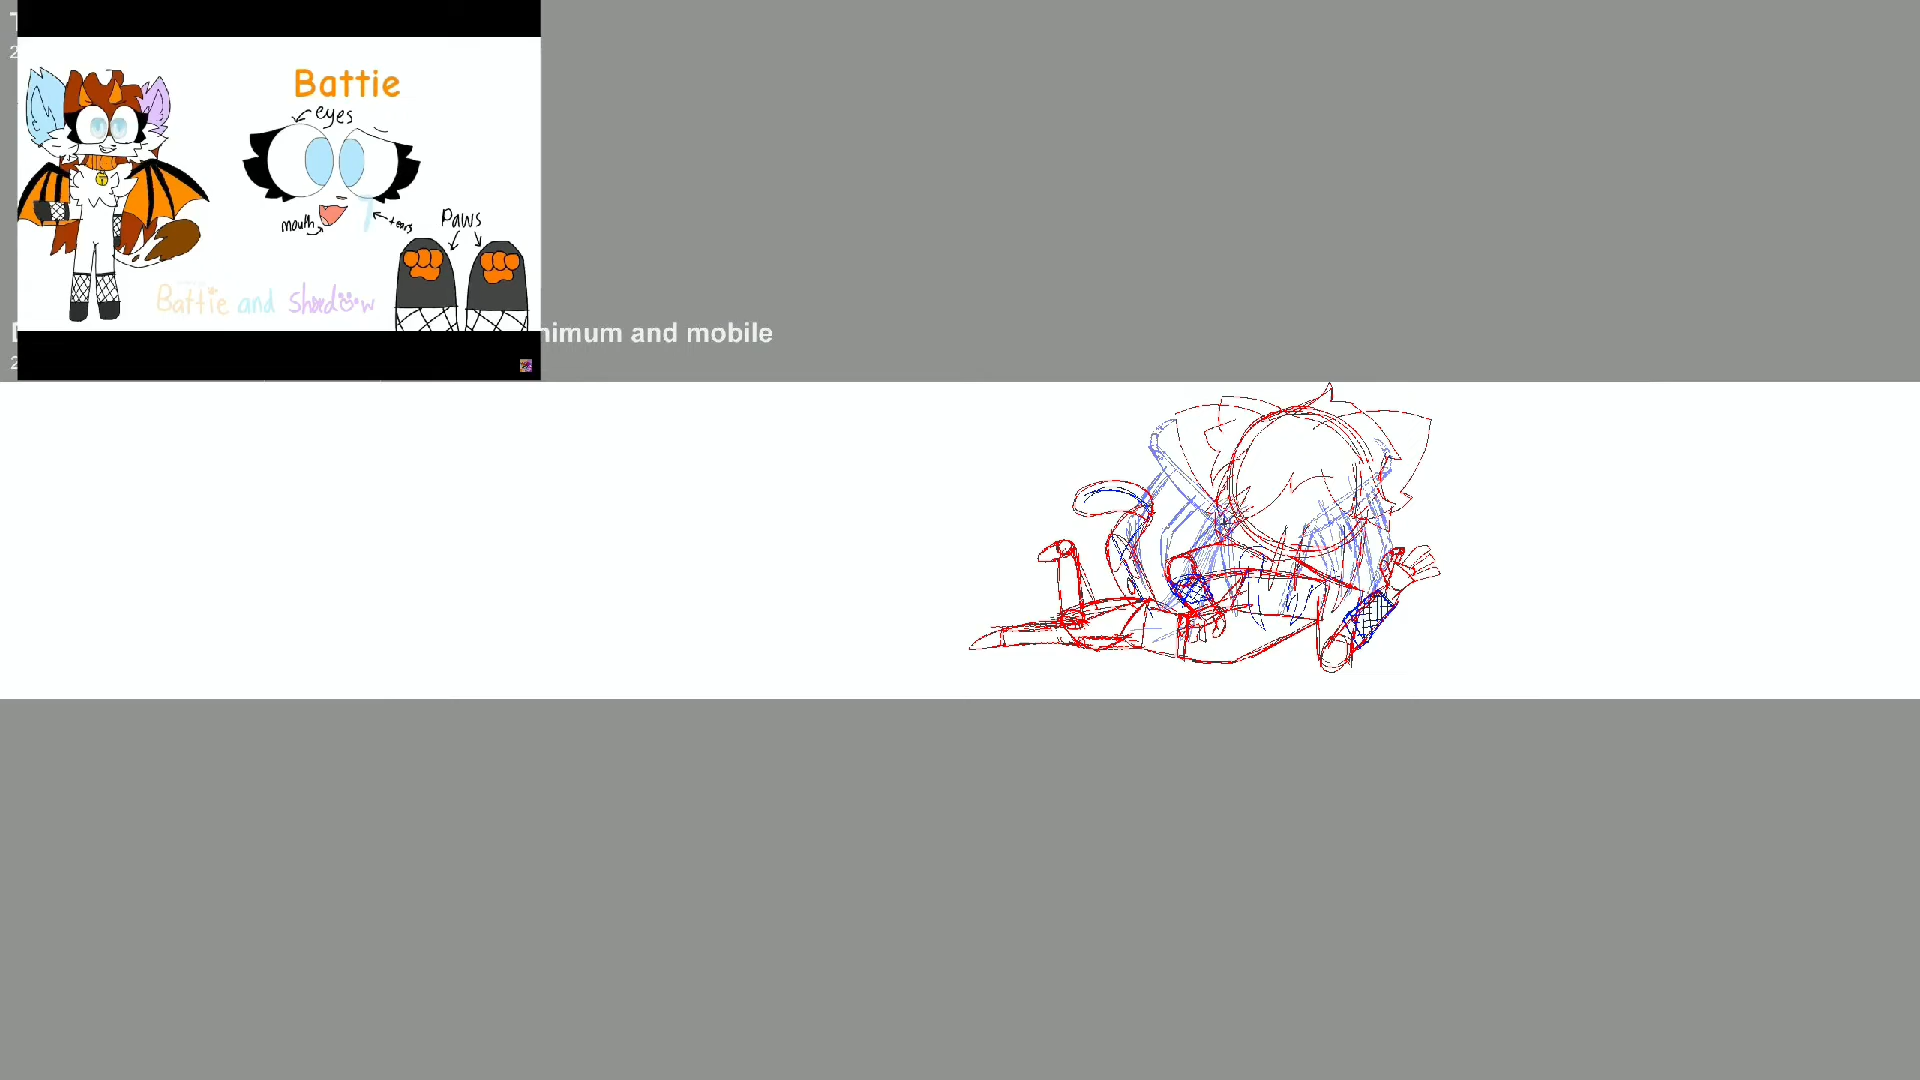 Battie
eyes
mouth
tears
Paws
Battie and Shadow
nimum and mobile